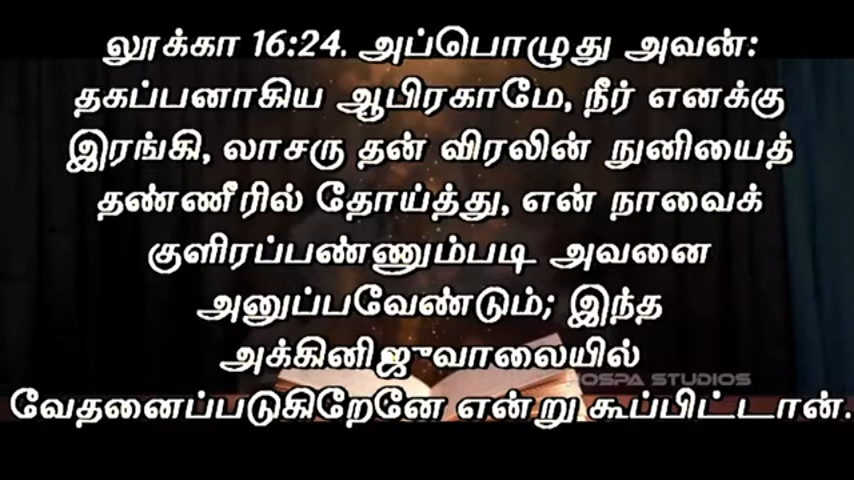 லூக்கா 16:24. அப்பொழுது அவன்:
தகப்பனாகிய ஆபிரகாமே, நீர் எனக்கு
இரங்கி, லாசரு தன் விரலின் நுனியைத்
தண்ணீரில் தோய்த்து, என் நாவைக்
குளிரப்பண்ணும்படி அவனை
அனுப்பவேண்டும்; இந்த
அக்கினிஜுவாலையில்
வேதனைப்படுகிறேனே என்று கூப்பிட்டான்.
STUDIOS